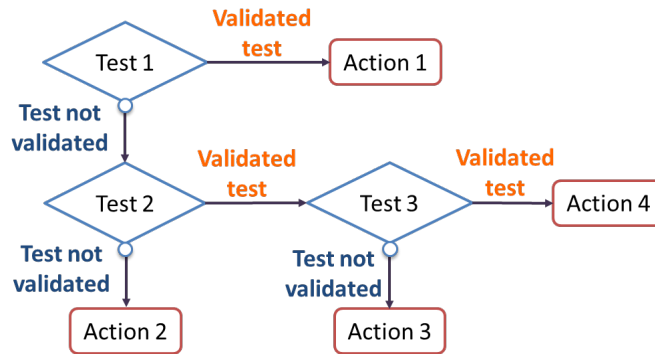 Validated
test
Test 1
Action 1
Test not
validated
Validated
test
Validated
test
Test 2
Test 3
Action 4
Test not
validated
Test not
validated
Action 2
Action 3